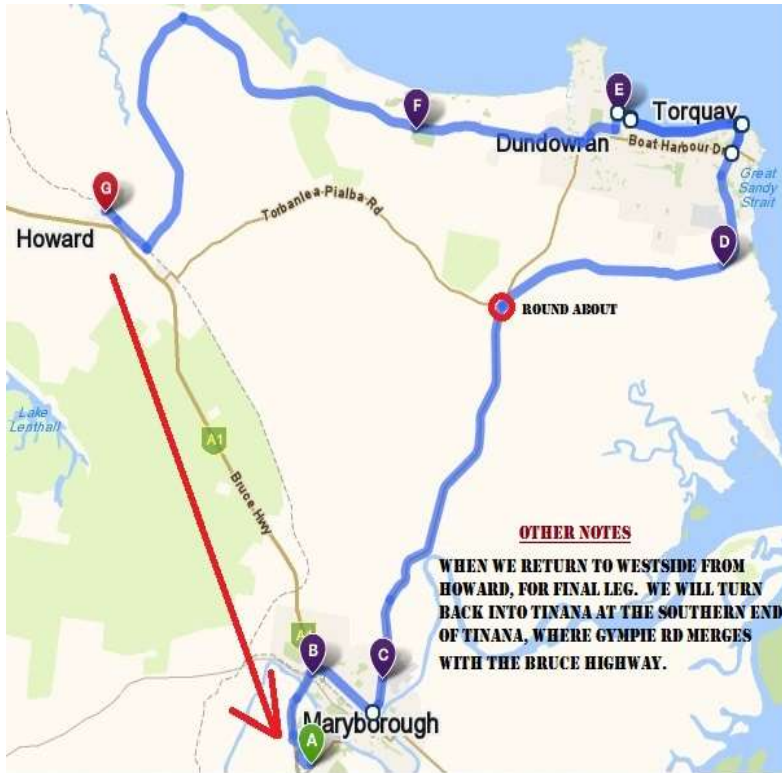 E
Torquay
F
Dundowran
Boat Harbour Dr
Great
Sandy
Strait
G
Torbanlea Pialba Rd
Howard
D
ROUND ABOUT
Lake
Lenthall
A1
Bruce Hwy
OTHER NOTES
WHEN WE RETURN TO WESTSIDE FROM
HOWARD, FOR FINAL LEG. WE WILL TURN
BACK INTO TINANA AT THE SOUTHERN END
OF TINANA, WHERE GYMPIE RD MERGES
WITH THE BRUCE HIGHWAY.
B
C
Maryborough
A